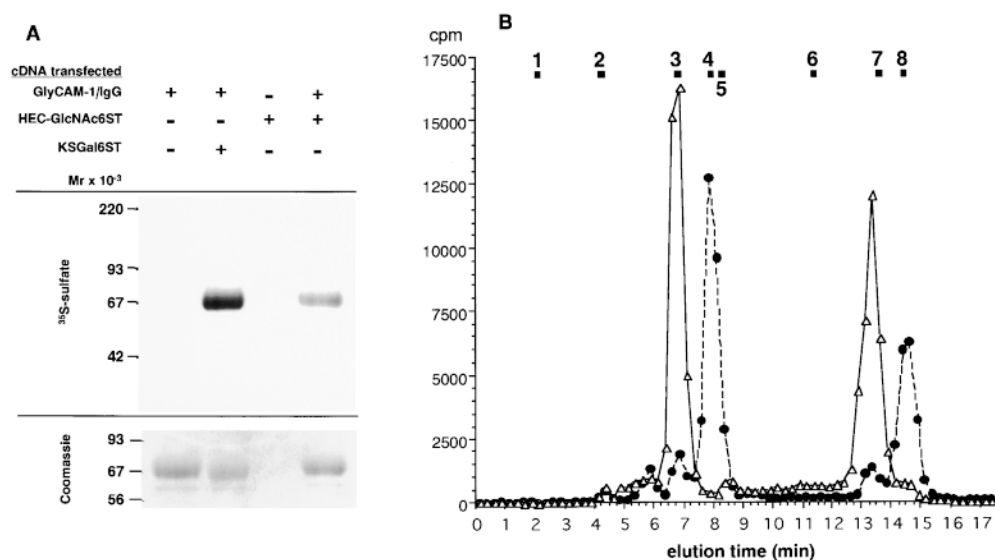 A
cDNA transfected
GlyCAM-1/IgG + + - +
HEC-GlcNAc6ST - - + +
KSGal6ST - + - -
Mr x 10⁻³
220
93
67
42
³⁵S-sulfate
93
67
56
Coomassie
B
cpm
1 2 3 4 5 6 7 8
17500
15000
12500
10000
7500
5000
2500
0
0 1 2 3 4 5 6 7 8 9 10 11 12 13 14 15 16 17
elution time (min)